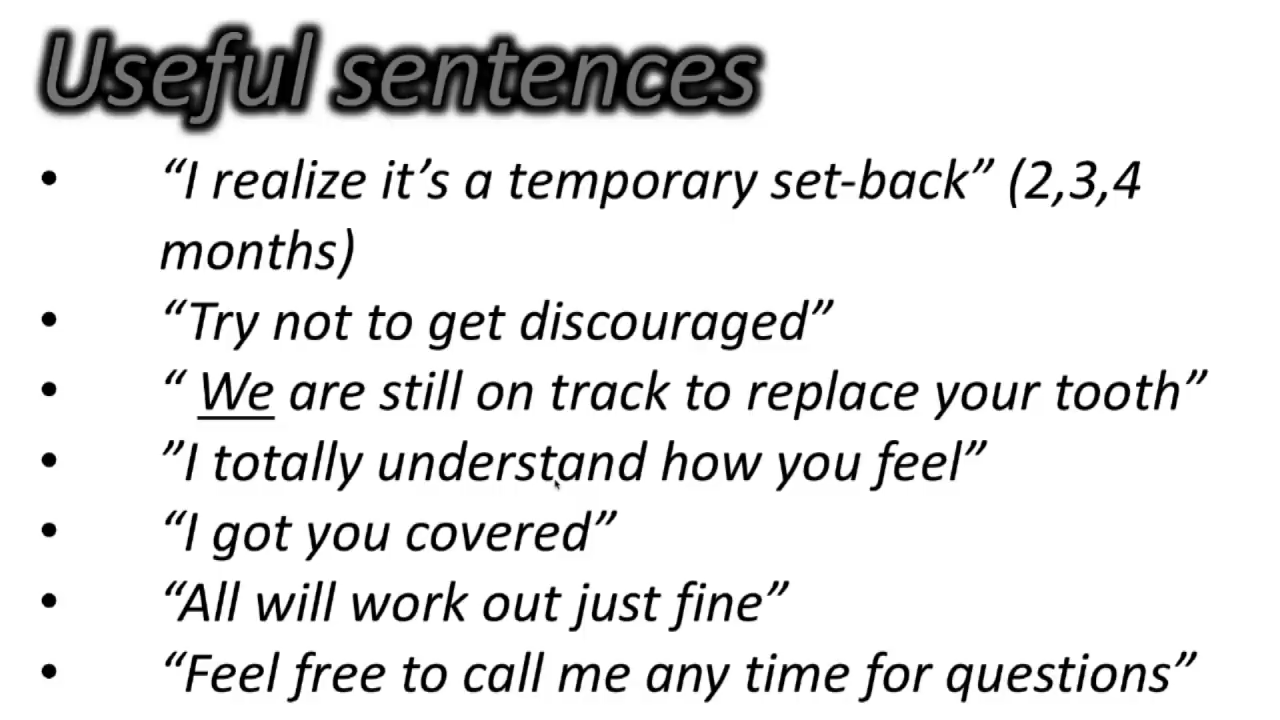 Useful sentences
• “I realize it’s a temporary set-back” (2,3,4
months)
• “Try not to get discouraged”
• “ We are still on track to replace your tooth”
• ”I totally understand how you feel”
• “I got you covered”
• “All will work out just fine”
• “Feel free to call me any time for questions”